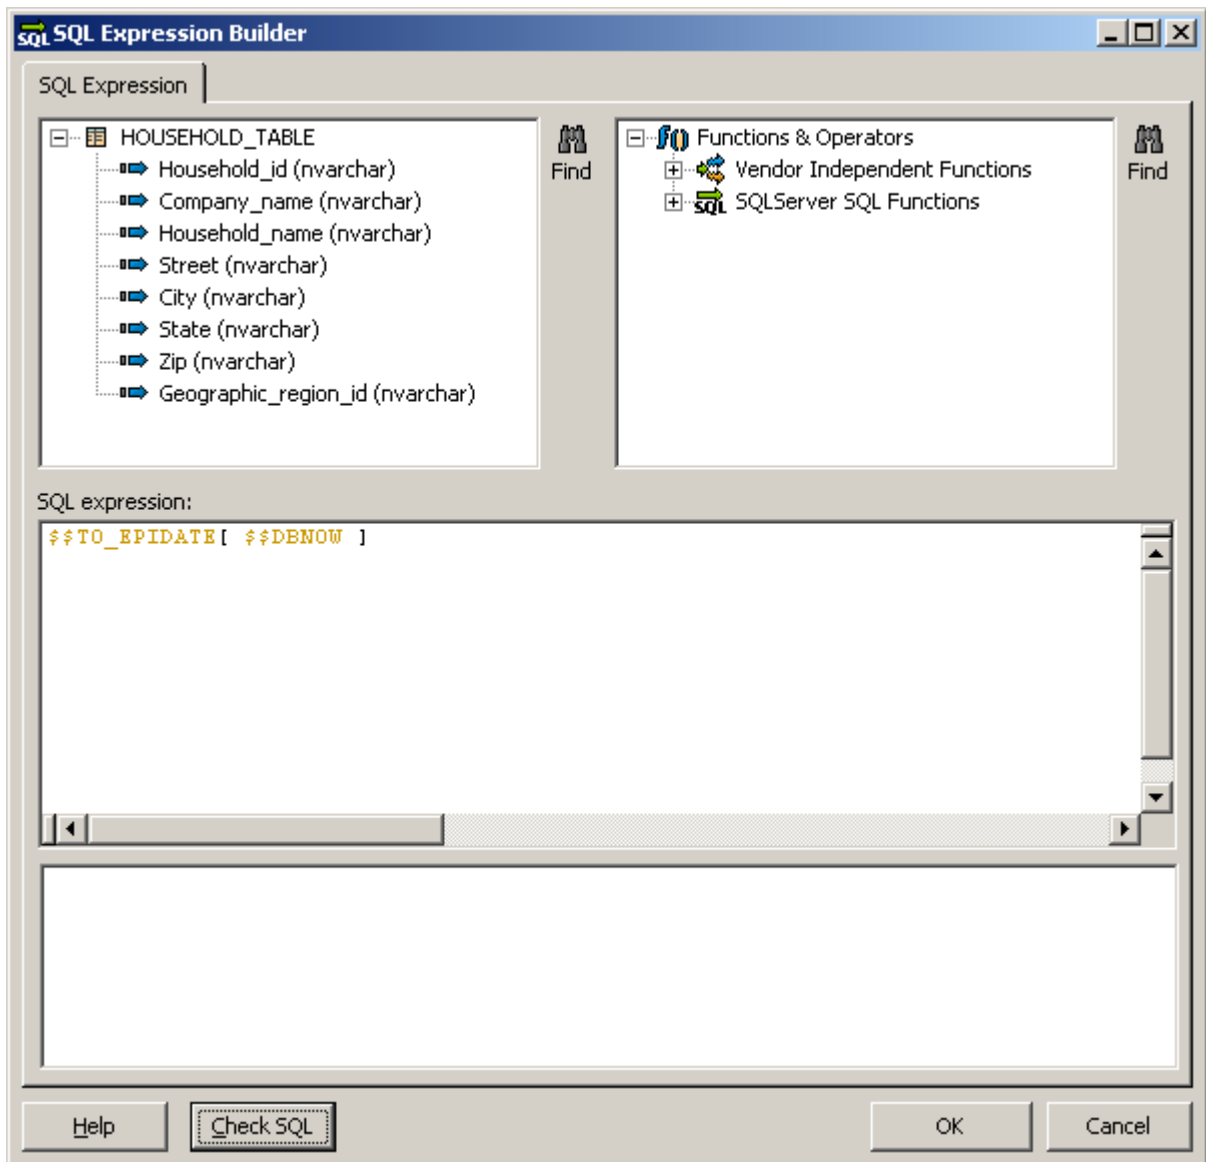 SQL SQL Expression Builder
SQL Expression
HOUSEHOLD_TABLE
Household_id (nvarchar)
Company_name (nvarchar)
Household_name (nvarchar)
Street (nvarchar)
City (nvarchar)
State (nvarchar)
Zip (nvarchar)
Geographic_region_id (nvarchar)
Find
f() Functions & Operators
Vendor Independent Functions
SQL SQLServer SQL Functions
Find
SQL expression:
$$TO_EPIDATE[ $$DBNOW ]
Help
Check SQL
OK
Cancel